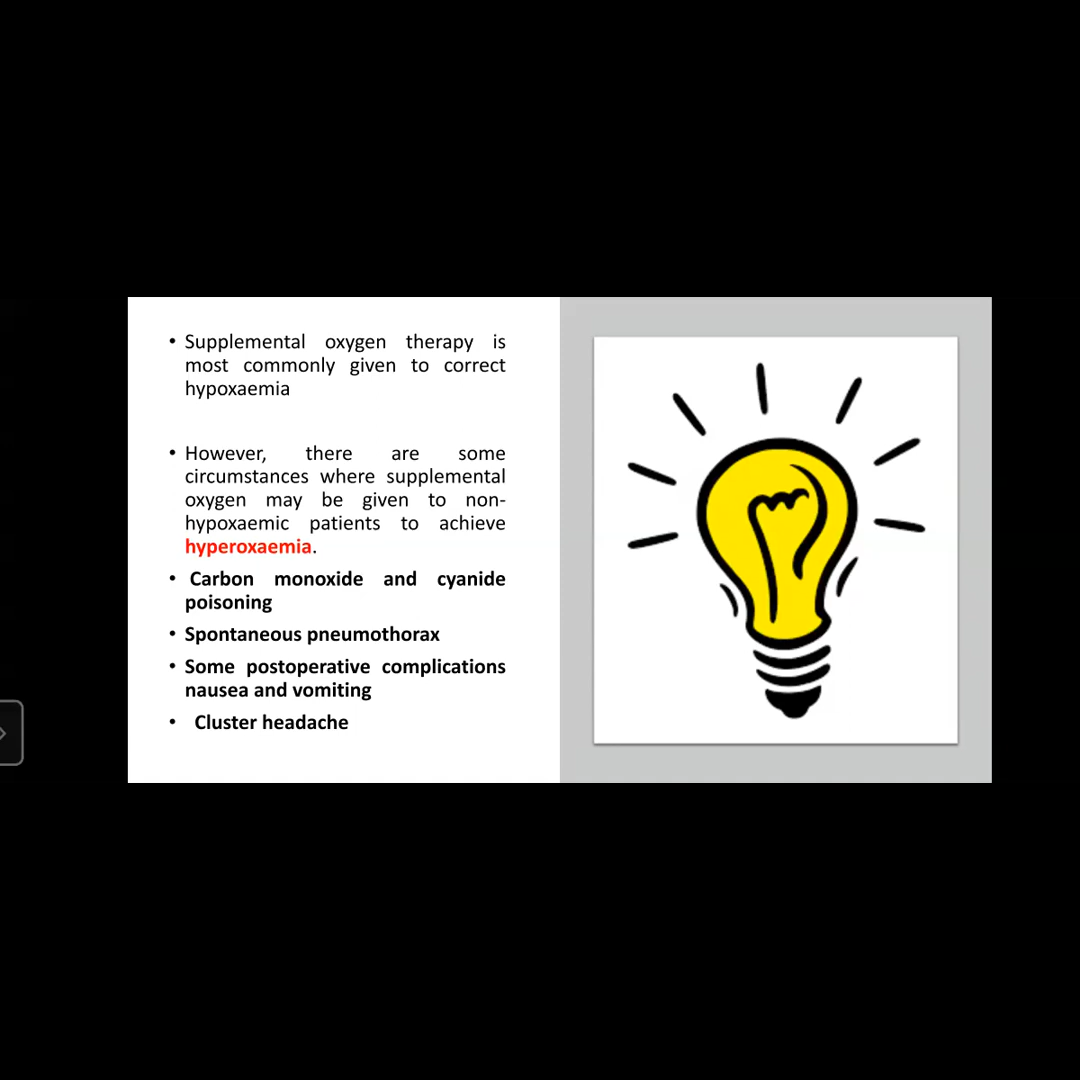 • Supplemental oxygen therapy is
most commonly given to correct
hypoxaemia
• However, there are some
circumstances where supplemental
oxygen may be given to non-
hypoxaemic patients to achieve
hyperoxaemia.
• Carbon monoxide and cyanide
poisoning
• Spontaneous pneumothorax
• Some postoperative complications
nausea and vomiting
• Cluster headache